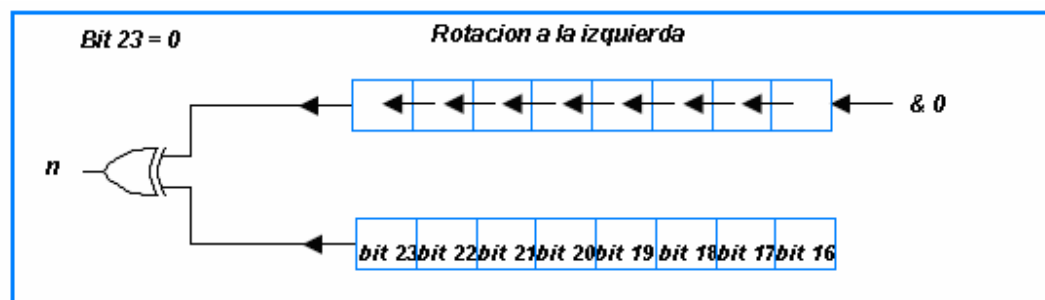 Bit 23 = 0
Rotacion a la izquierda
& 0
n
bit 23 bit 22 bit 21 bit 20 bit 19 bit 18 bit 17 bit 16